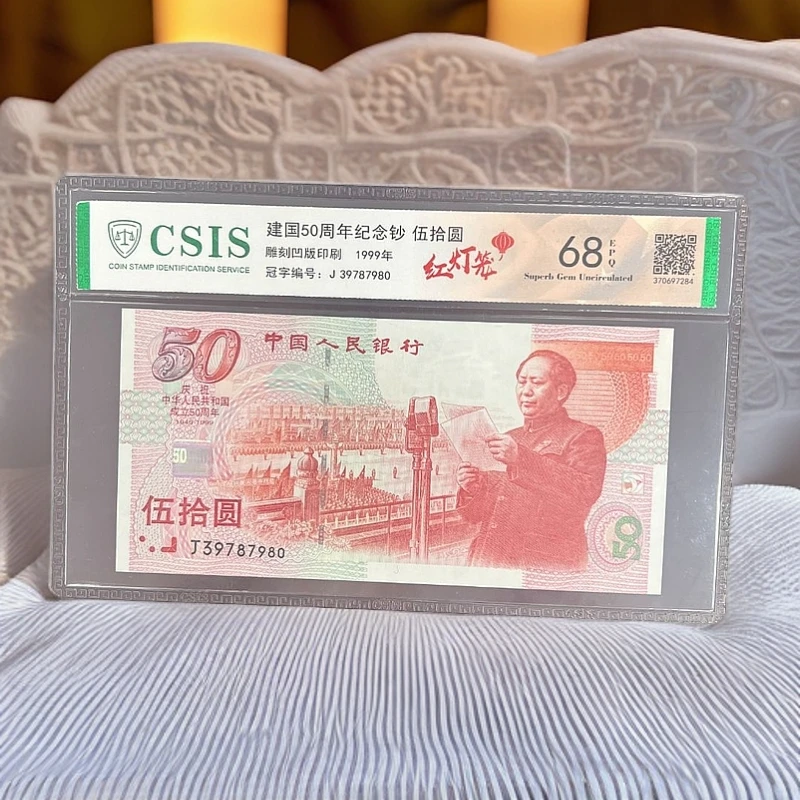 CSIS
COIN STAMP IDENTIFICATION SERVICE
建国50周年纪念钞 伍拾圆
雕刻凹版印刷 1999年
冠字编号：J 39787980
红灯笼
68 EPQ
Superb Gem Uncirculated
370697284
50
中国人民银行
庆祝
中华人民共和国
成立50周年
1949-1999
50
伍拾圆
J39787980
50